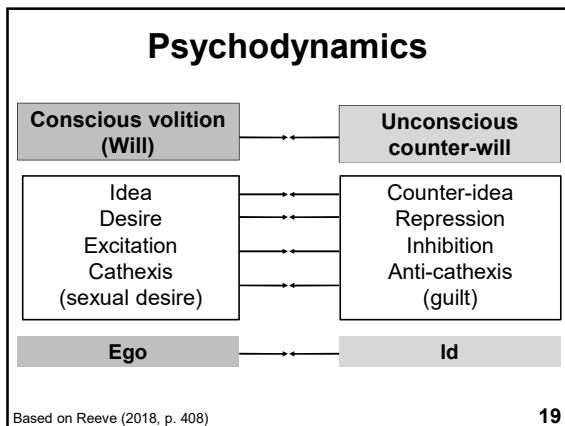 Psychodynamics
Conscious volition
(Will)
Unconscious
counter-will
Idea
Desire
Excitation
Cathexis
(sexual desire)
Counter-idea
Repression
Inhibition
Anti-cathexis
(guilt)
Ego
Id
Based on Reeve (2018, p. 408)
19